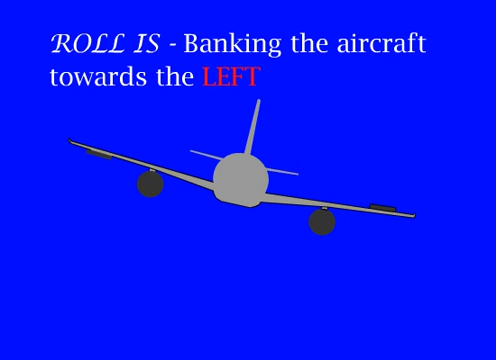 ROLL IS - Banking the aircraft
towards the LEFT